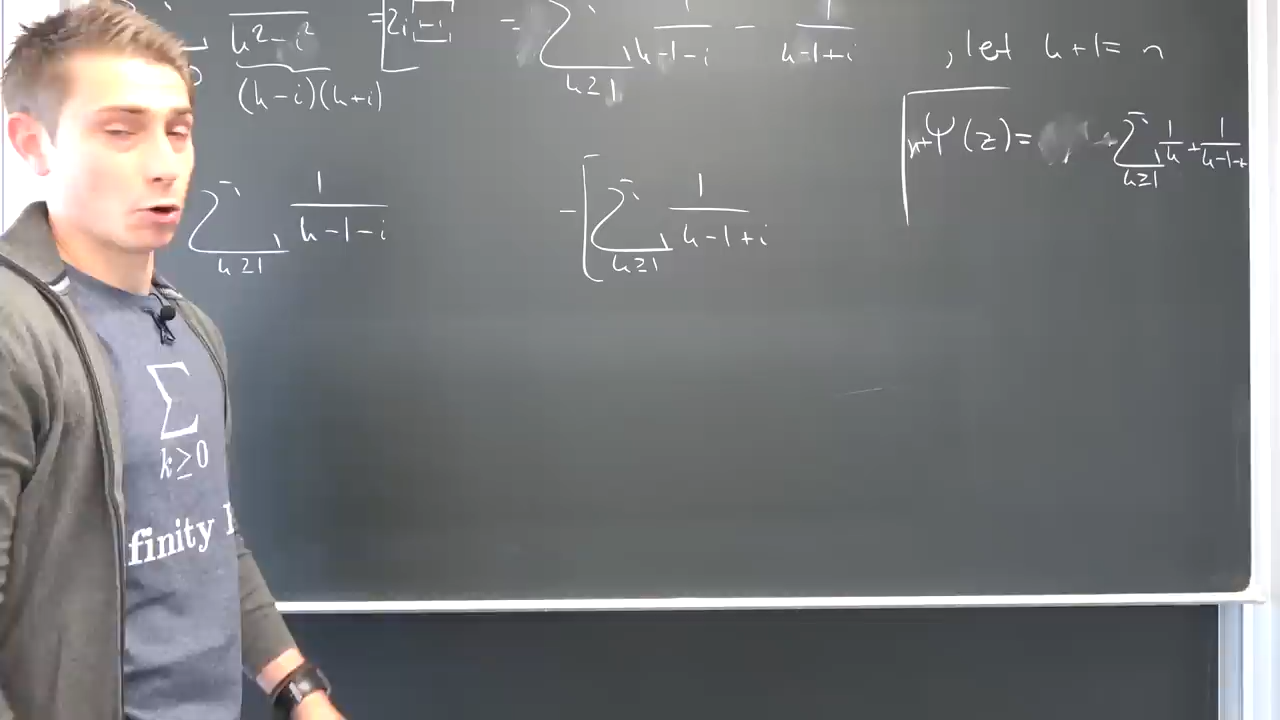 k²-i² = [2i = Σ 1/k-1-i - 1/k-1+i , let k+1= n
(k-i)(k+i) k≥1
Ψ(z)= Σ 1/k + 1/k-1+
k≥1
Σ 1/k-1-i -[Σ 1/k-1+i
k≥1 k≥1
Σ
k≥0
finity